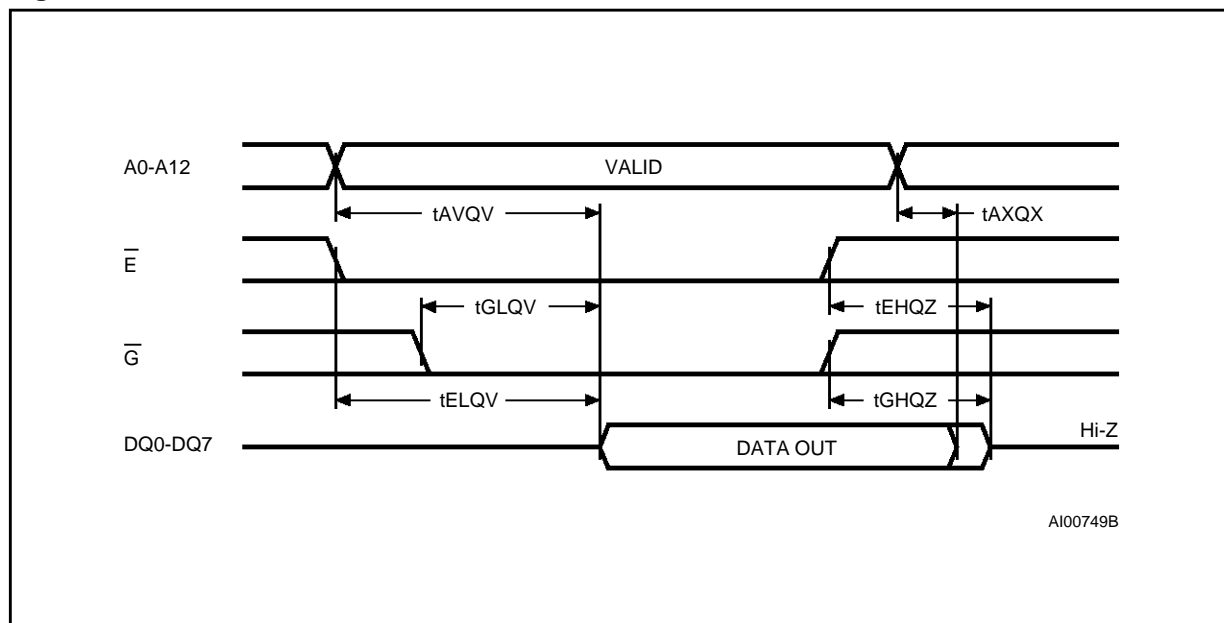 A0-A12
VALID
tAVQV
tAXQX
E
tGLQV
tEHQZ
G
tELQV
tGHQZ
DQ0-DQ7
DATA OUT
Hi-Z
AI00749B